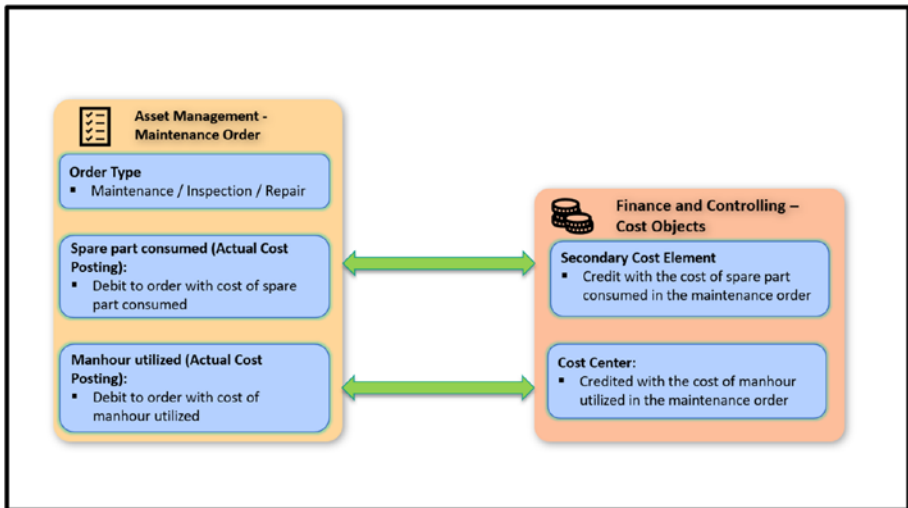 Asset Management -
Maintenance Order
Order Type
▪ Maintenance / Inspection / Repair
Spare part consumed (Actual Cost
Posting):
▪ Debit to order with cost of spare
part consumed
Manhour utilized (Actual Cost
Posting):
▪ Debit to order with cost of
manhour utilized
Finance and Controlling –
Cost Objects
Secondary Cost Element
▪ Credit with the cost of spare part
consumed in the maintenance order
Cost Center:
▪ Credited with the cost of manhour
utilized in the maintenance order